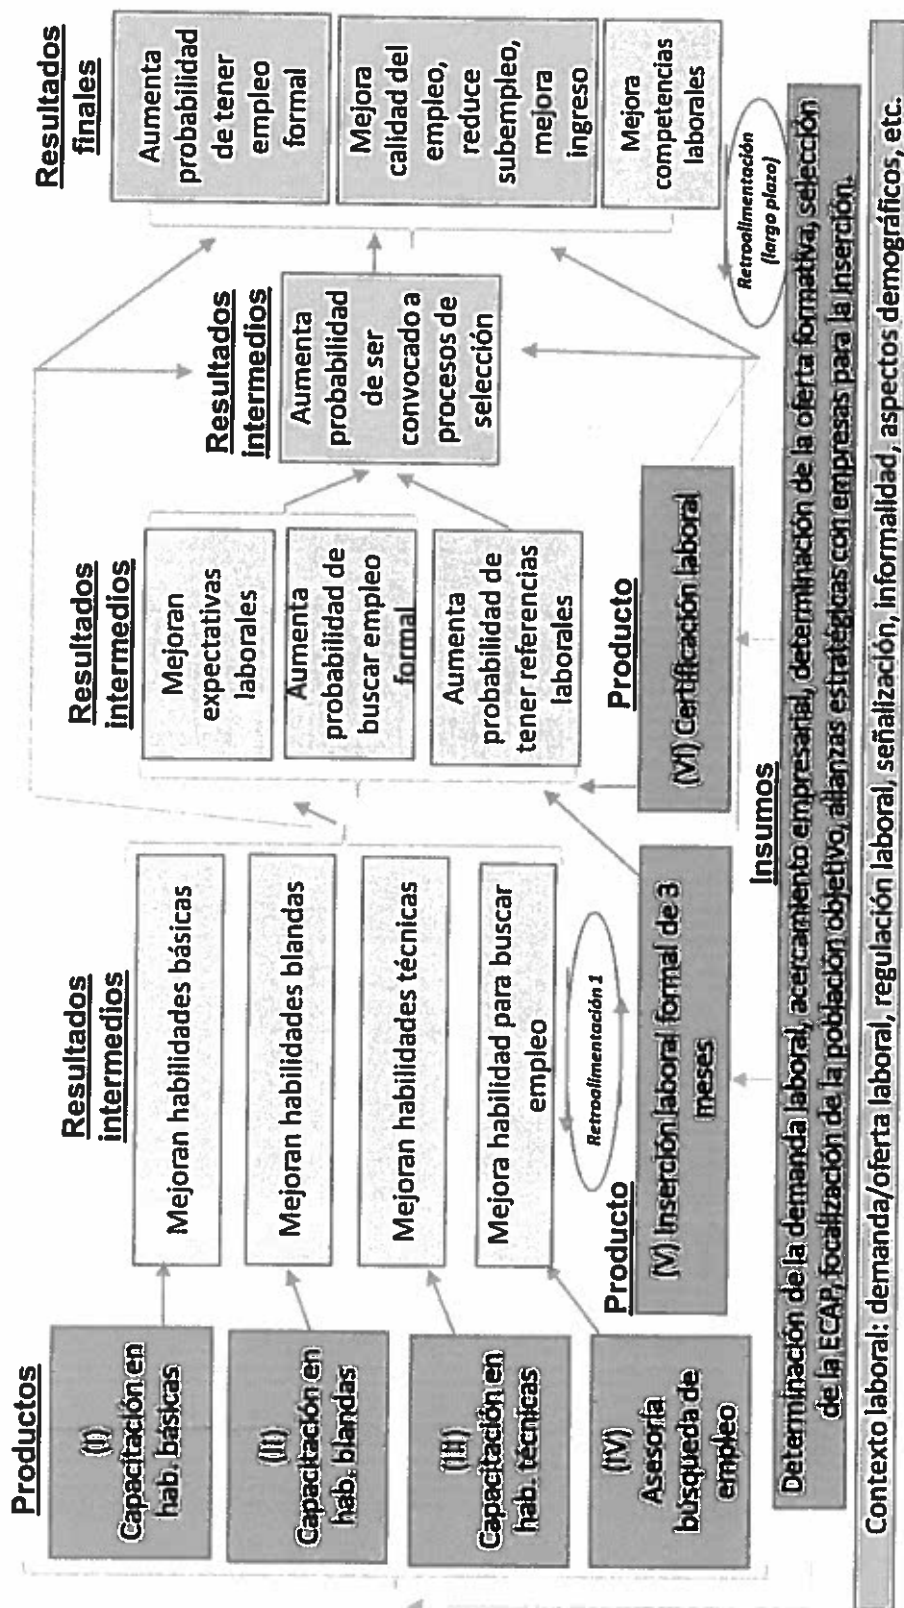 Productos
(I)
Capacitación en
hab. básicas
(II)
Capacitación en
hab. blandas
(III)
Capacitación en
hab. técnicas
(IV)
Asesoría
búsqueda de
empleo
Resultados
intermedios
Mejoran habilidades básicas
Mejoran habilidades blandas
Mejoran habilidades técnicas
Mejora habilidad para buscar
empleo
Retroalimentación 1
Producto
(V) Inserción laboral formal de 3
meses
Resultados
intermedios
Mejoran
expectativas
laborales
Aumenta
probabilidad de
buscar empleo
formal
Aumenta
probabilidad de
tener referencias
laborales
Producto
(VI) Certificación laboral
Resultados
intermedios
Aumenta
probabilidad
de ser
convocado a
procesos de
selección
Resultados
finales
Aumenta
probabilidad
de tener
empleo
formal
Mejora
calidad del
empleo,
reduce
subempleo,
mejora
ingreso
Mejora
competencias
laborales
Retroalimentación
(largo plazo)
Insumos
Determinación de la demanda laboral, acercamiento empresarial, determinación de la oferta formativa, selección
de la ECAP, focalización de la población objetivo, alianzas estratégicas con empresas para la inserción.
Contexto laboral: demanda/oferta laboral, regulación laboral, señalización, informalidad, aspectos demográficos, etc.